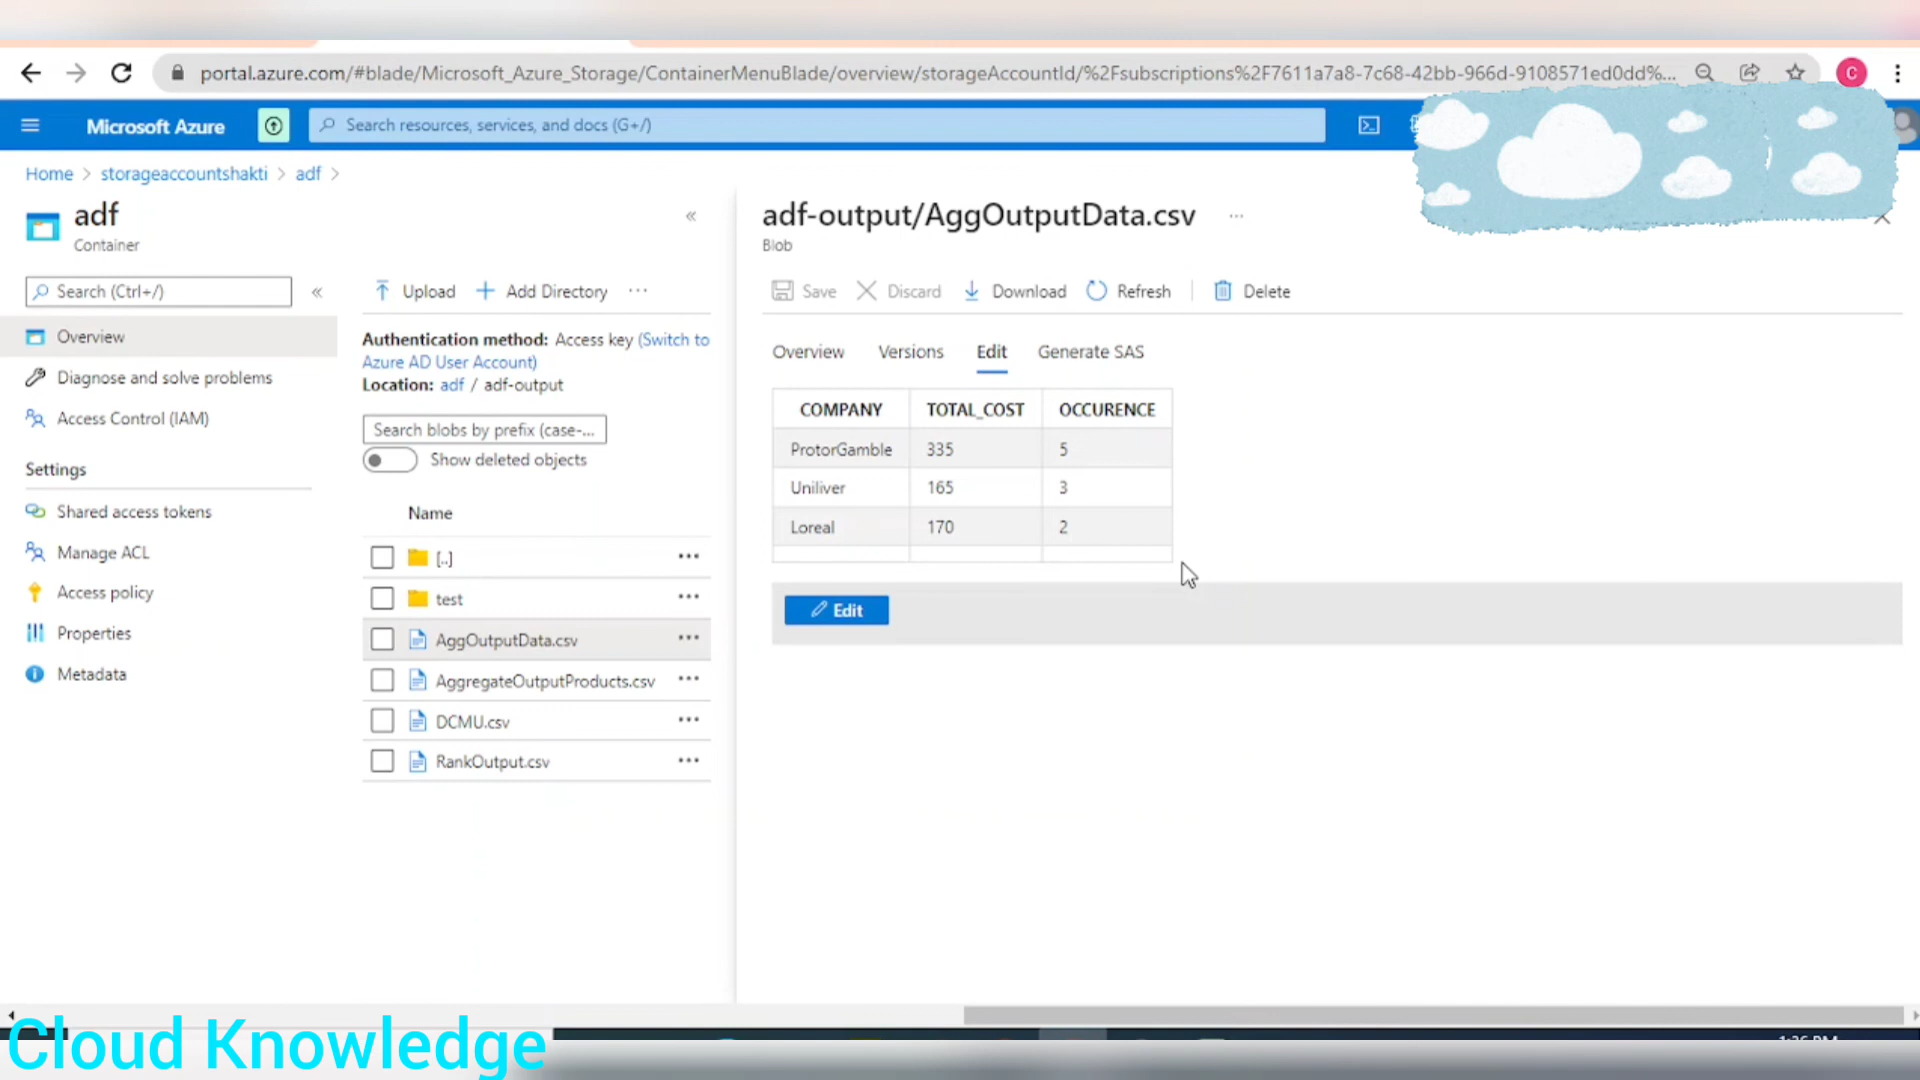 portal.azure.com/#blade/Microsoft_Azure_Storage/ContainerMenuBlade/overview/storageAccountId/%2Fsubscriptions%2F7611a7a8-7c68-42bb-966d-9108571ed0dd%...
C
Microsoft Azure
Search resources, services, and docs (G+/)
Home > storageaccountshakti > adf >
adf
Container
Search (Ctrl+/)
Overview
Diagnose and solve problems
Access Control (IAM)
Settings
Shared access tokens
Manage ACL
Access policy
Properties
Metadata
Upload
Add Directory
Authentication method: Access key (Switch to
Azure AD User Account)
Location: adf / adf-output
Search blobs by prefix (case-...
Show deleted objects
Name
[..]
test
AggOutputData.csv
AggregateOutputProducts.csv
DCMU.csv
RankOutput.csv
adf-output/AggOutputData.csv
Blob
Save Discard Download Refresh Delete
Overview Versions Edit Generate SAS
COMPANY TOTAL_COST OCCURENCE
ProtorGamble 335 5
Uniliver 165 3
Loreal 170 2
Edit
Cloud Knowledge